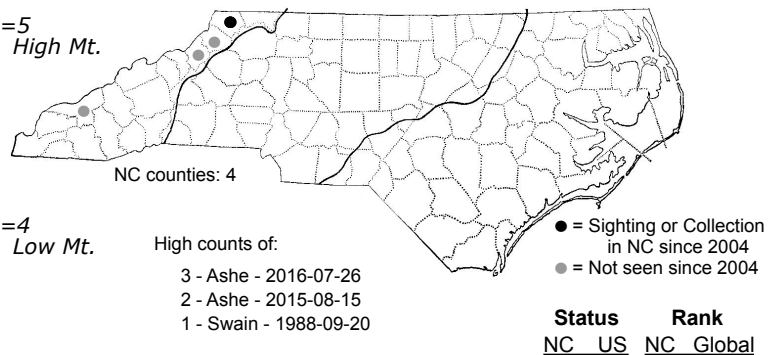 =5
High Mt.
NC counties: 4
=4
Low Mt.
High counts of:
3 - Ashe - 2016-07-26
2 - Ashe - 2015-08-15
1 - Swain - 1988-09-20
= Sighting or Collection
in NC since 2004
= Not seen since 2004
Status Rank
NC US NC Global